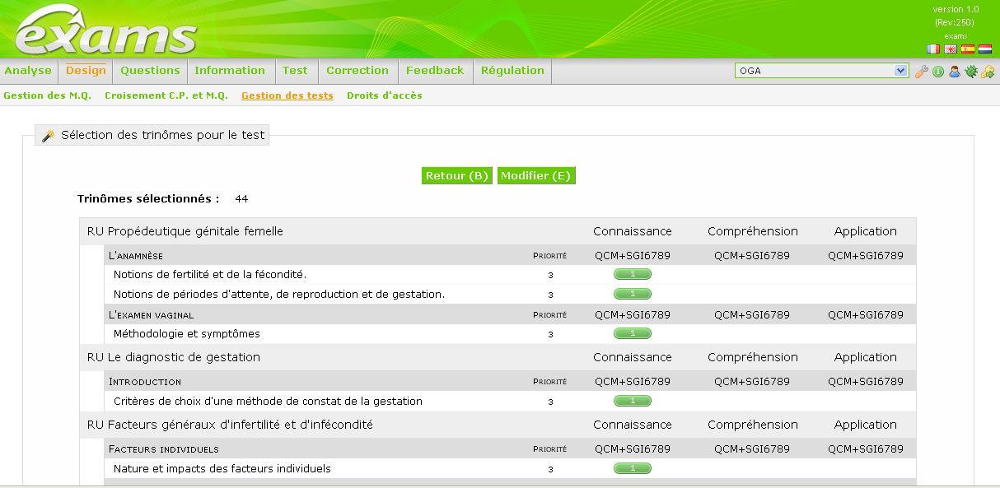 exams
version 1.0
(Rev:250)
exams
Analyse Design Questions Information Test Correction Feedback Régulation OGA
Gestion des M.Q. Croisement C.P. et M.Q. Gestion des tests Droits d'accès
Sélection des trinômes pour le test
Retour (B) Modifier (E)
Trinômes sélectionnés : 44
RU Propédeutique génitale femelle Connaissance Compréhension Application
L'ANAMNÈSE PRIORITÉ QCM+SGI6789 QCM+SGI6789 QCM+SGI6789
Notions de fertilité et de la fécondité. 3 1
Notions de périodes d'attente, de reproduction et de gestation. 3 1
L'EXAMEN VAGINAL PRIORITÉ QCM+SGI6789 QCM+SGI6789 QCM+SGI6789
Méthodologie et symptômes 3 1
RU Le diagnostic de gestation Connaissance Compréhension Application
INTRODUCTION PRIORITÉ QCM+SGI6789 QCM+SGI6789 QCM+SGI6789
Critères de choix d'une méthode de constat de la gestation 3 1
RU Facteurs généraux d'infertilité et d'infécondité Connaissance Compréhension Application
FACTEURS INDIVIDUELS PRIORITÉ QCM+SGI6789 QCM+SGI6789 QCM+SGI6789
Nature et impacts des facteurs individuels 3 1